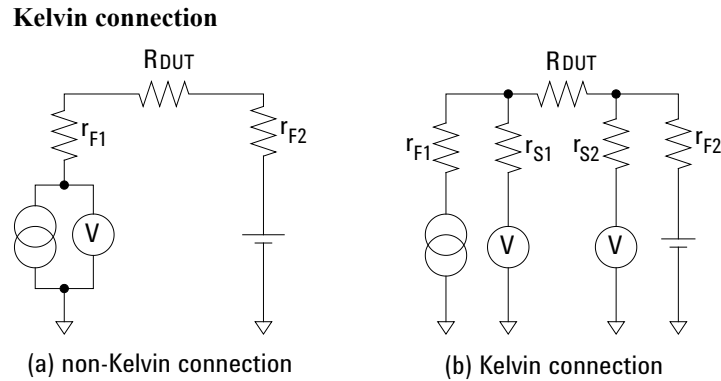 Kelvin connection
RDUT
rF1
rF2
V
(a) non-Kelvin connection
RDUT
rF1
rS1
rS2
rF2
V
V
(b) Kelvin connection